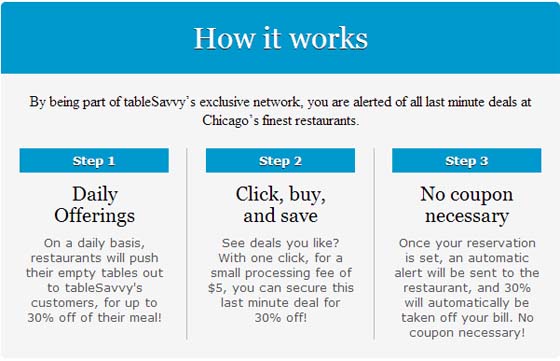 How it works
By being part of tableSavvy's exclusive network, you are alerted of all last minute deals at
Chicago's finest restaurants.
Step 1
Daily
Offerings
On a daily basis,
restaurants will push
their empty tables out
to tableSavvy's
customers, for up to
30% off of their meal!
Step 2
Click, buy,
and save
See deals you like?
With one click, for a
small processing fee of
$5, you can secure this
last minute deal for
30% off!
Step 3
No coupon
necessary
Once your reservation
is set, an automatic
alert will be sent to the
restaurant, and 30%
will automatically be
taken off your bill. No
coupon necessary!